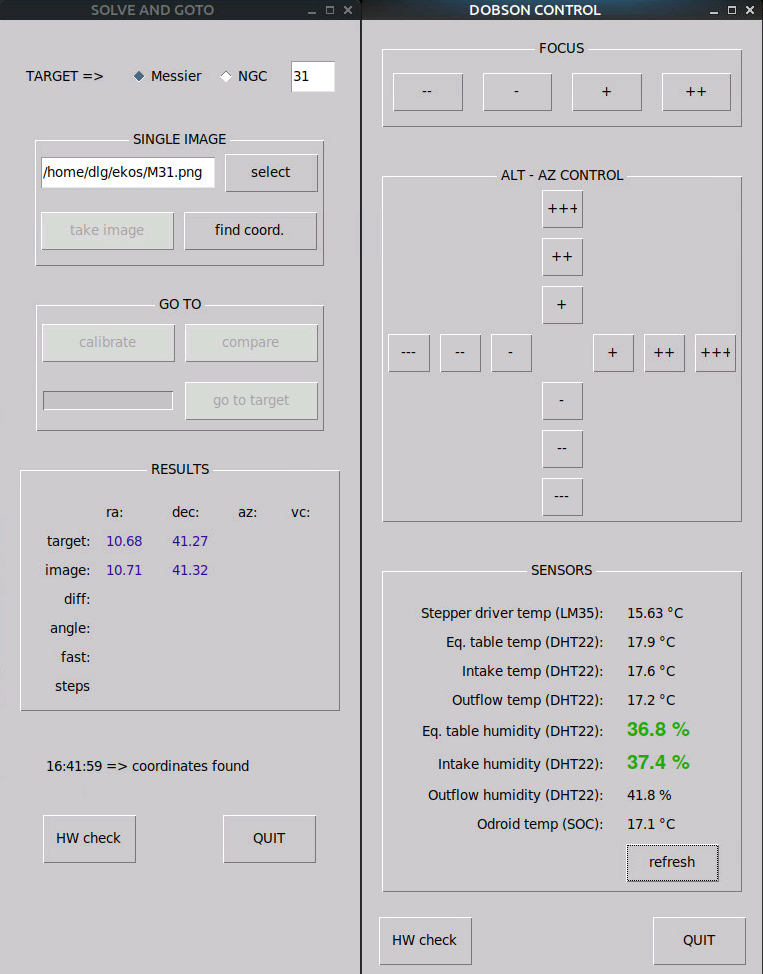 SOLVE AND GOTO
TARGET => Messier NGC 31
SINGLE IMAGE
/home/dlg/ekos/M31.png select
take image find coord.
GO TO
calibrate compare
go to target
RESULTS
ra: dec: az: vc:
target: 10.68 41.27
image: 10.71 41.32
diff:
angle:
fast:
steps
16:41:59 => coordinates found
HW check QUIT
DOBSON CONTROL
FOCUS
-- - + ++
ALT - AZ CONTROL
+++
++
+
--- -- - + ++ +++
-
--
---
SENSORS
Stepper driver temp (LM35): 15.63 °C
Eq. table temp (DHT22): 17.9 °C
Intake temp (DHT22): 17.6 °C
Outflow temp (DHT22): 17.2 °C
Eq. table humidity (DHT22): 36.8 %
Intake humidity (DHT22): 37.4 %
Outflow humidity (DHT22): 41.8 %
Odroid temp (SOC): 17.1 °C
refresh
HW check QUIT